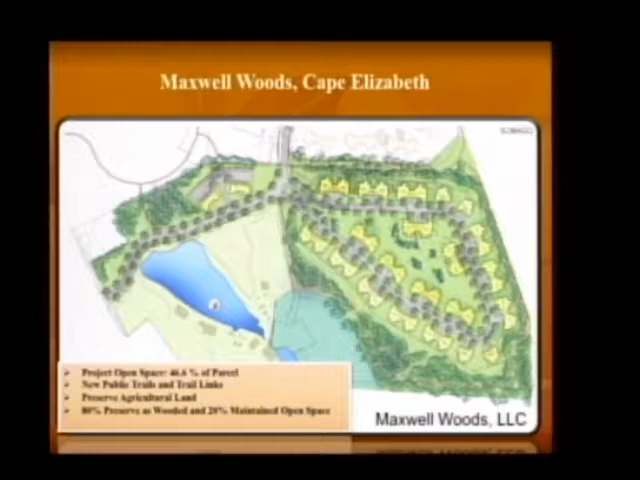 Maxwell Woods, Cape Elizabeth
Project Open Space: 46.6 % of Parcel
New Public Trails and Trail Links
Preserve Agricultural Land
80% Preserve as Wooded and 20% Maintained Open Space
Maxwell Woods, LLC